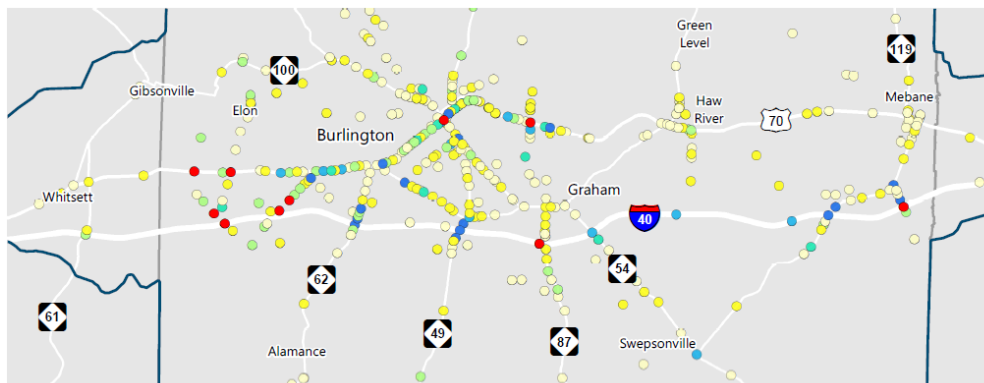 Green
Level
119
100
Gibsonville
Mebane
Elon
Haw
River
70
Burlington
Graham
Whitsett
40
62
54
61
49
87
Swepsonville
Alamance